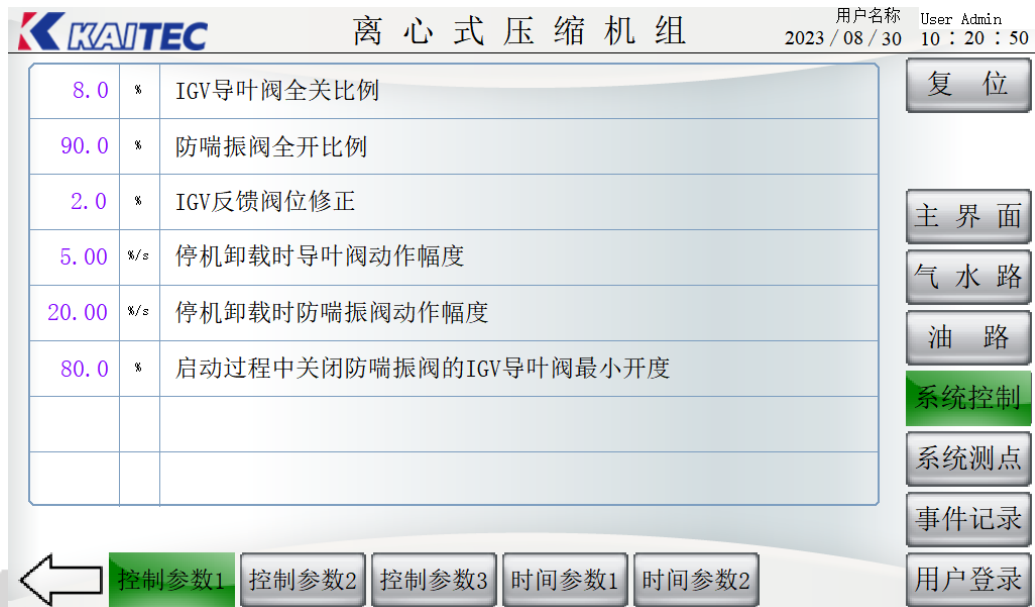 KAITEC
离心式压缩机组
用户名称 User Admin
2023/08/30 10:20:50
8.0 % IGV导叶阀全关比例
90.0 % 防喘振阀全开比例
2.0 % IGV反馈阀位修正
5.00 %/s 停机卸载时导叶阀动作幅度
20.00 %/s 停机卸载时防喘振阀动作幅度
80.0 % 启动过程中关闭防喘振阀的IGV导叶阀最小开度
复位
主界面
气水路
油路
系统控制
系统测点
事件记录
用户登录
控制参数1 控制参数2 控制参数3 时间参数1 时间参数2